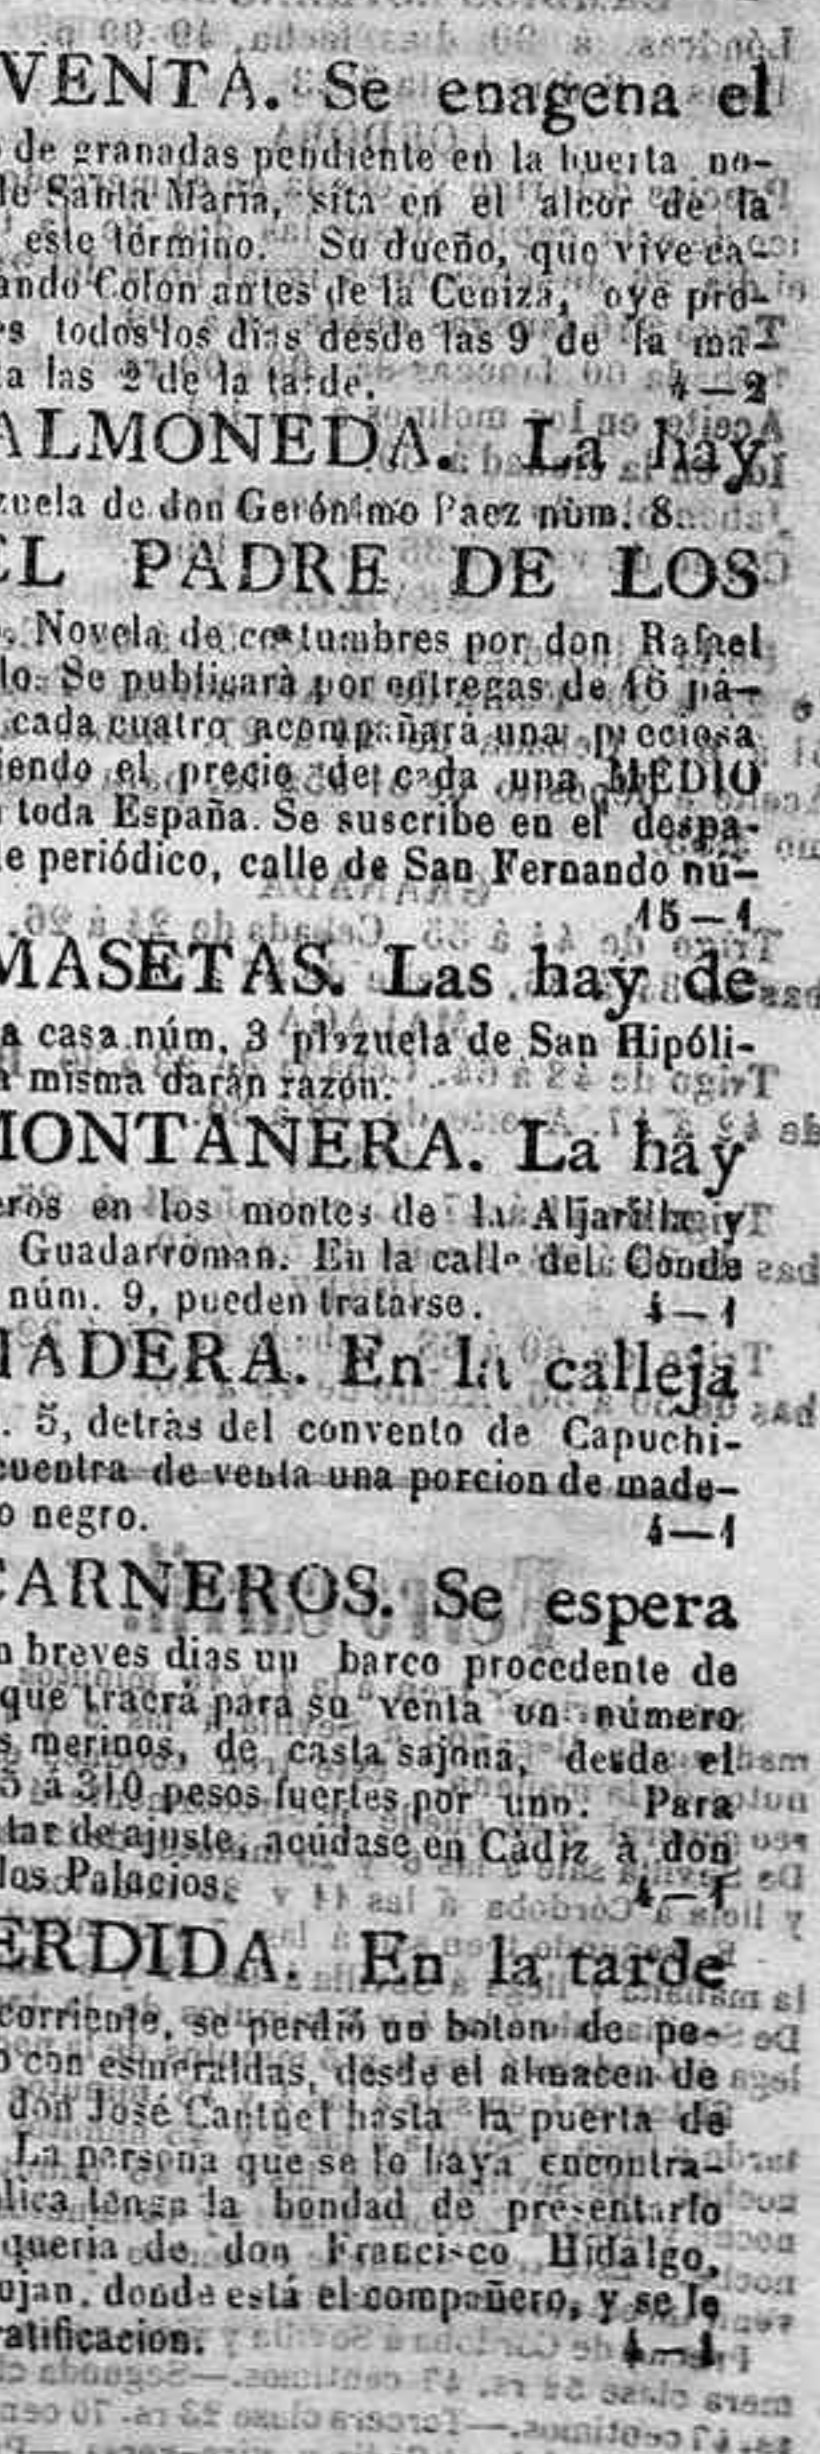 VENTA. Se enagena el
de granadas pendiente en la huerta no-
de Santa Maria, sita en el alcor de la
este término. Su dueño, que vive ca-
ando Colon antes de la Ceniza, oye pro-
es todos los dias desde las 9 de la ma-
a las 2 de la tarde. 4—2
ALMONEDA. La hay
zuela de don Gerónimo Paez núm. 8.
EL PADRE DE LOS
Novela de costumbres por don Rafael
lo. Se publicará por entregas de 16 pá-
cada cuatro acompañará una preciosa
iendo el precio de cada una MEDIO
toda España. Se suscribe en el despa-
e periódico, calle de San Fernando nú-
15—1
MASETAS. Las hay de
a casa núm. 3 plazuela de San Hipóli-
a misma darán razon.
MONTANERA. La hay
eros en los montes de la Aljarilla y
Guadarroman. En la calle del Conde
núm. 9, pueden tratarse. 4—1
MADERA. En la calleja
. 5, detrás del convento de Capuchi-
cuentra de venta una porcion de made-
o negro. 4—1
CARNEROS. Se espera
n breves dias un barco procedente de
que traerá para su venta un número
s merinos, de casta sajona, desde el
5 á 310 pesos fuertes por uno. Para
tar de ajuste, acúdase en Cádiz á don
los Palacios. 4—1
ERDIDA. En la tarde
corriente, se perdió un boton de pe-
o con esmeraldas, desde el almacen de
don José Cantuel hasta la puerta de
La persona que se lo haya encontra-
lica tenga la bondad de presentarlo
queria de don Francisco Hidalgo,
ujan, donde está el compañero, y se le
ratificacion. 4—4